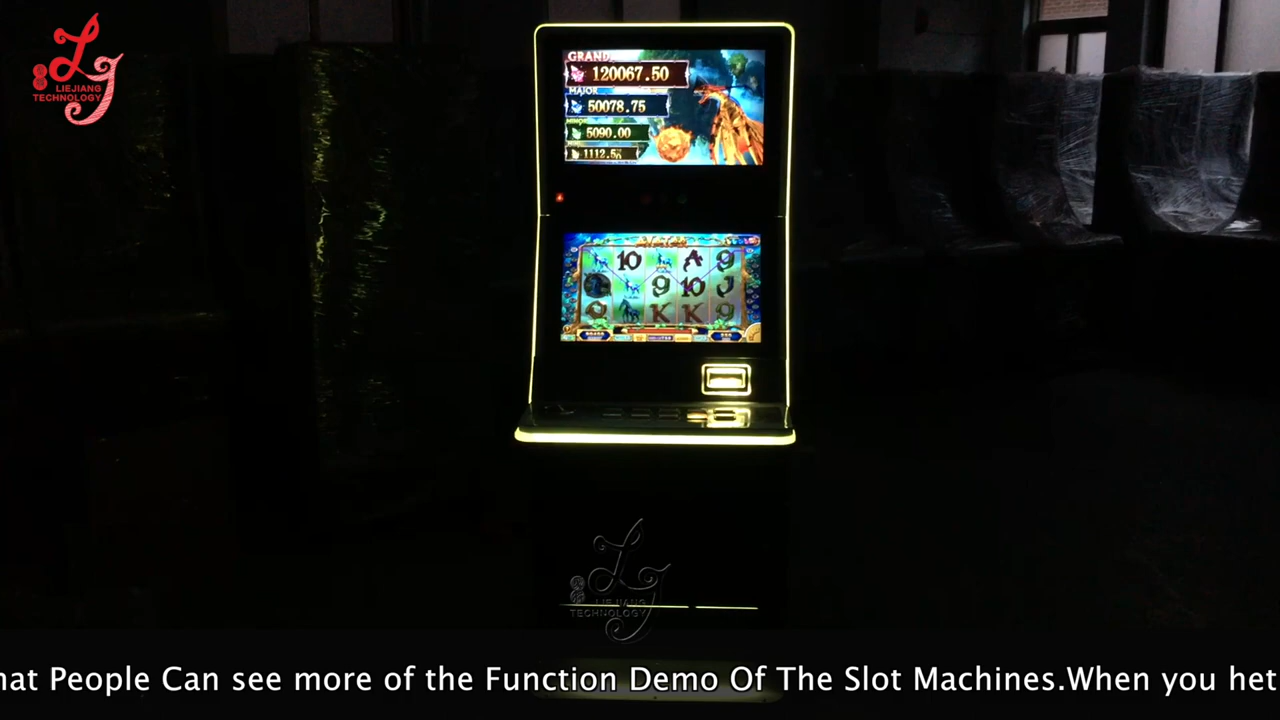 LIEJIANG
TECHNOLOGY
GRAND
120067.50
MAJOR
50078.75
MINOR
5090.00
10 A 9
9 10 J
Q K K 9
LIEJIANG
TECHNOLOGY
hat People Can see more of the Function Demo Of The Slot Machines.When you het